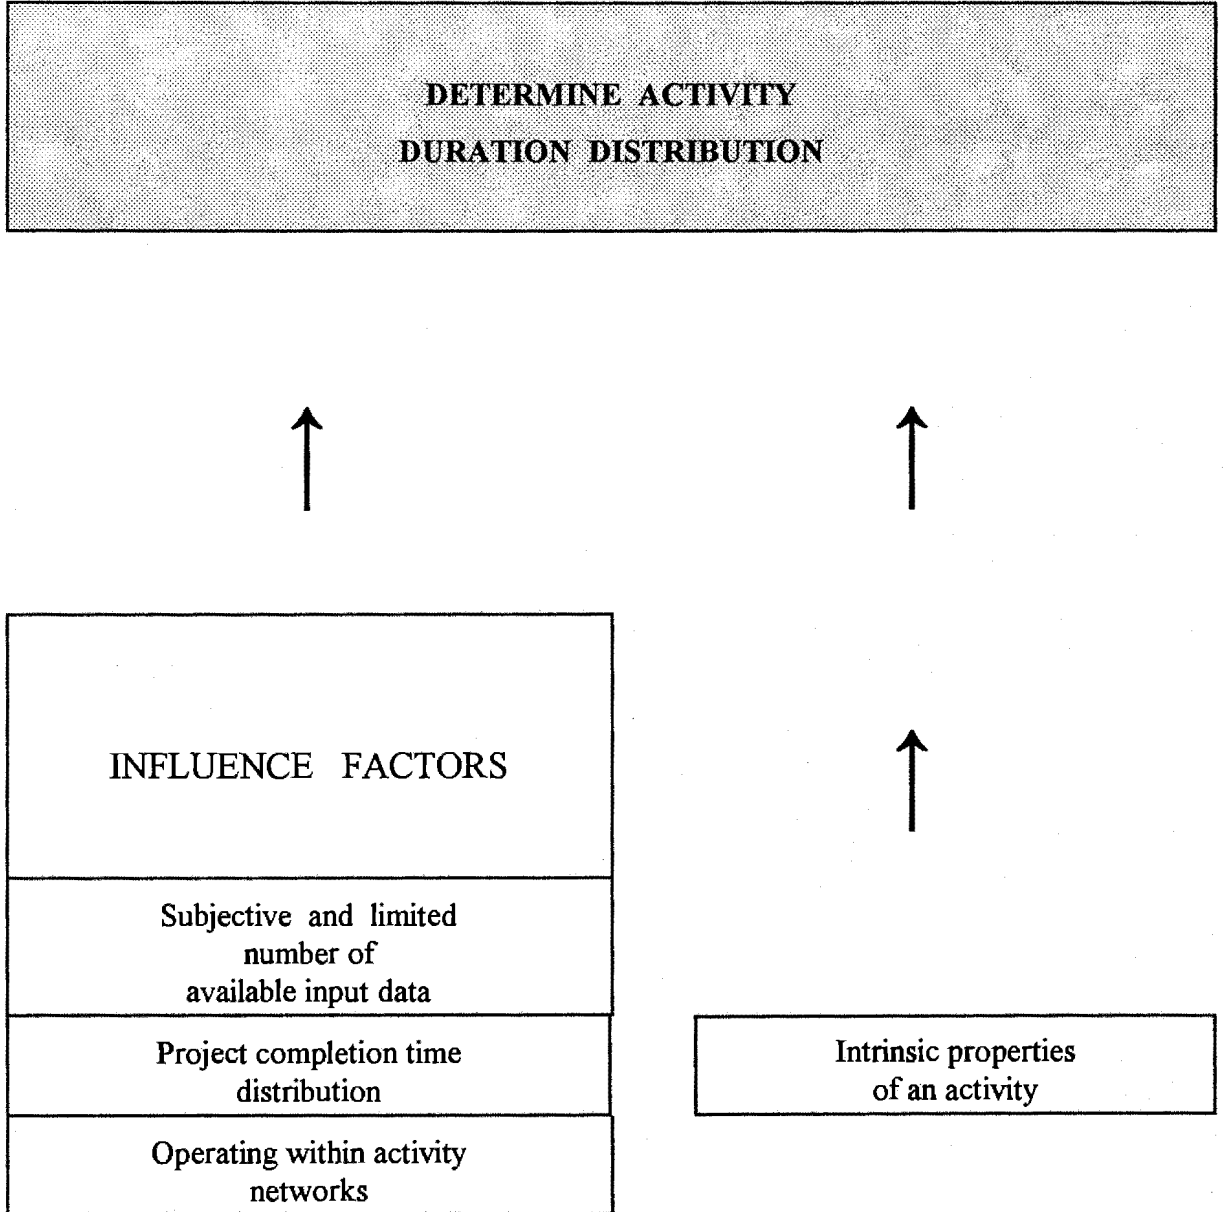 DETERMINE ACTIVITY
DURATION DISTRIBUTION
INFLUENCE FACTORS
Subjective and limited
number of
available input data
Project completion time
distribution
Operating within activity
networks
Intrinsic properties
of an activity